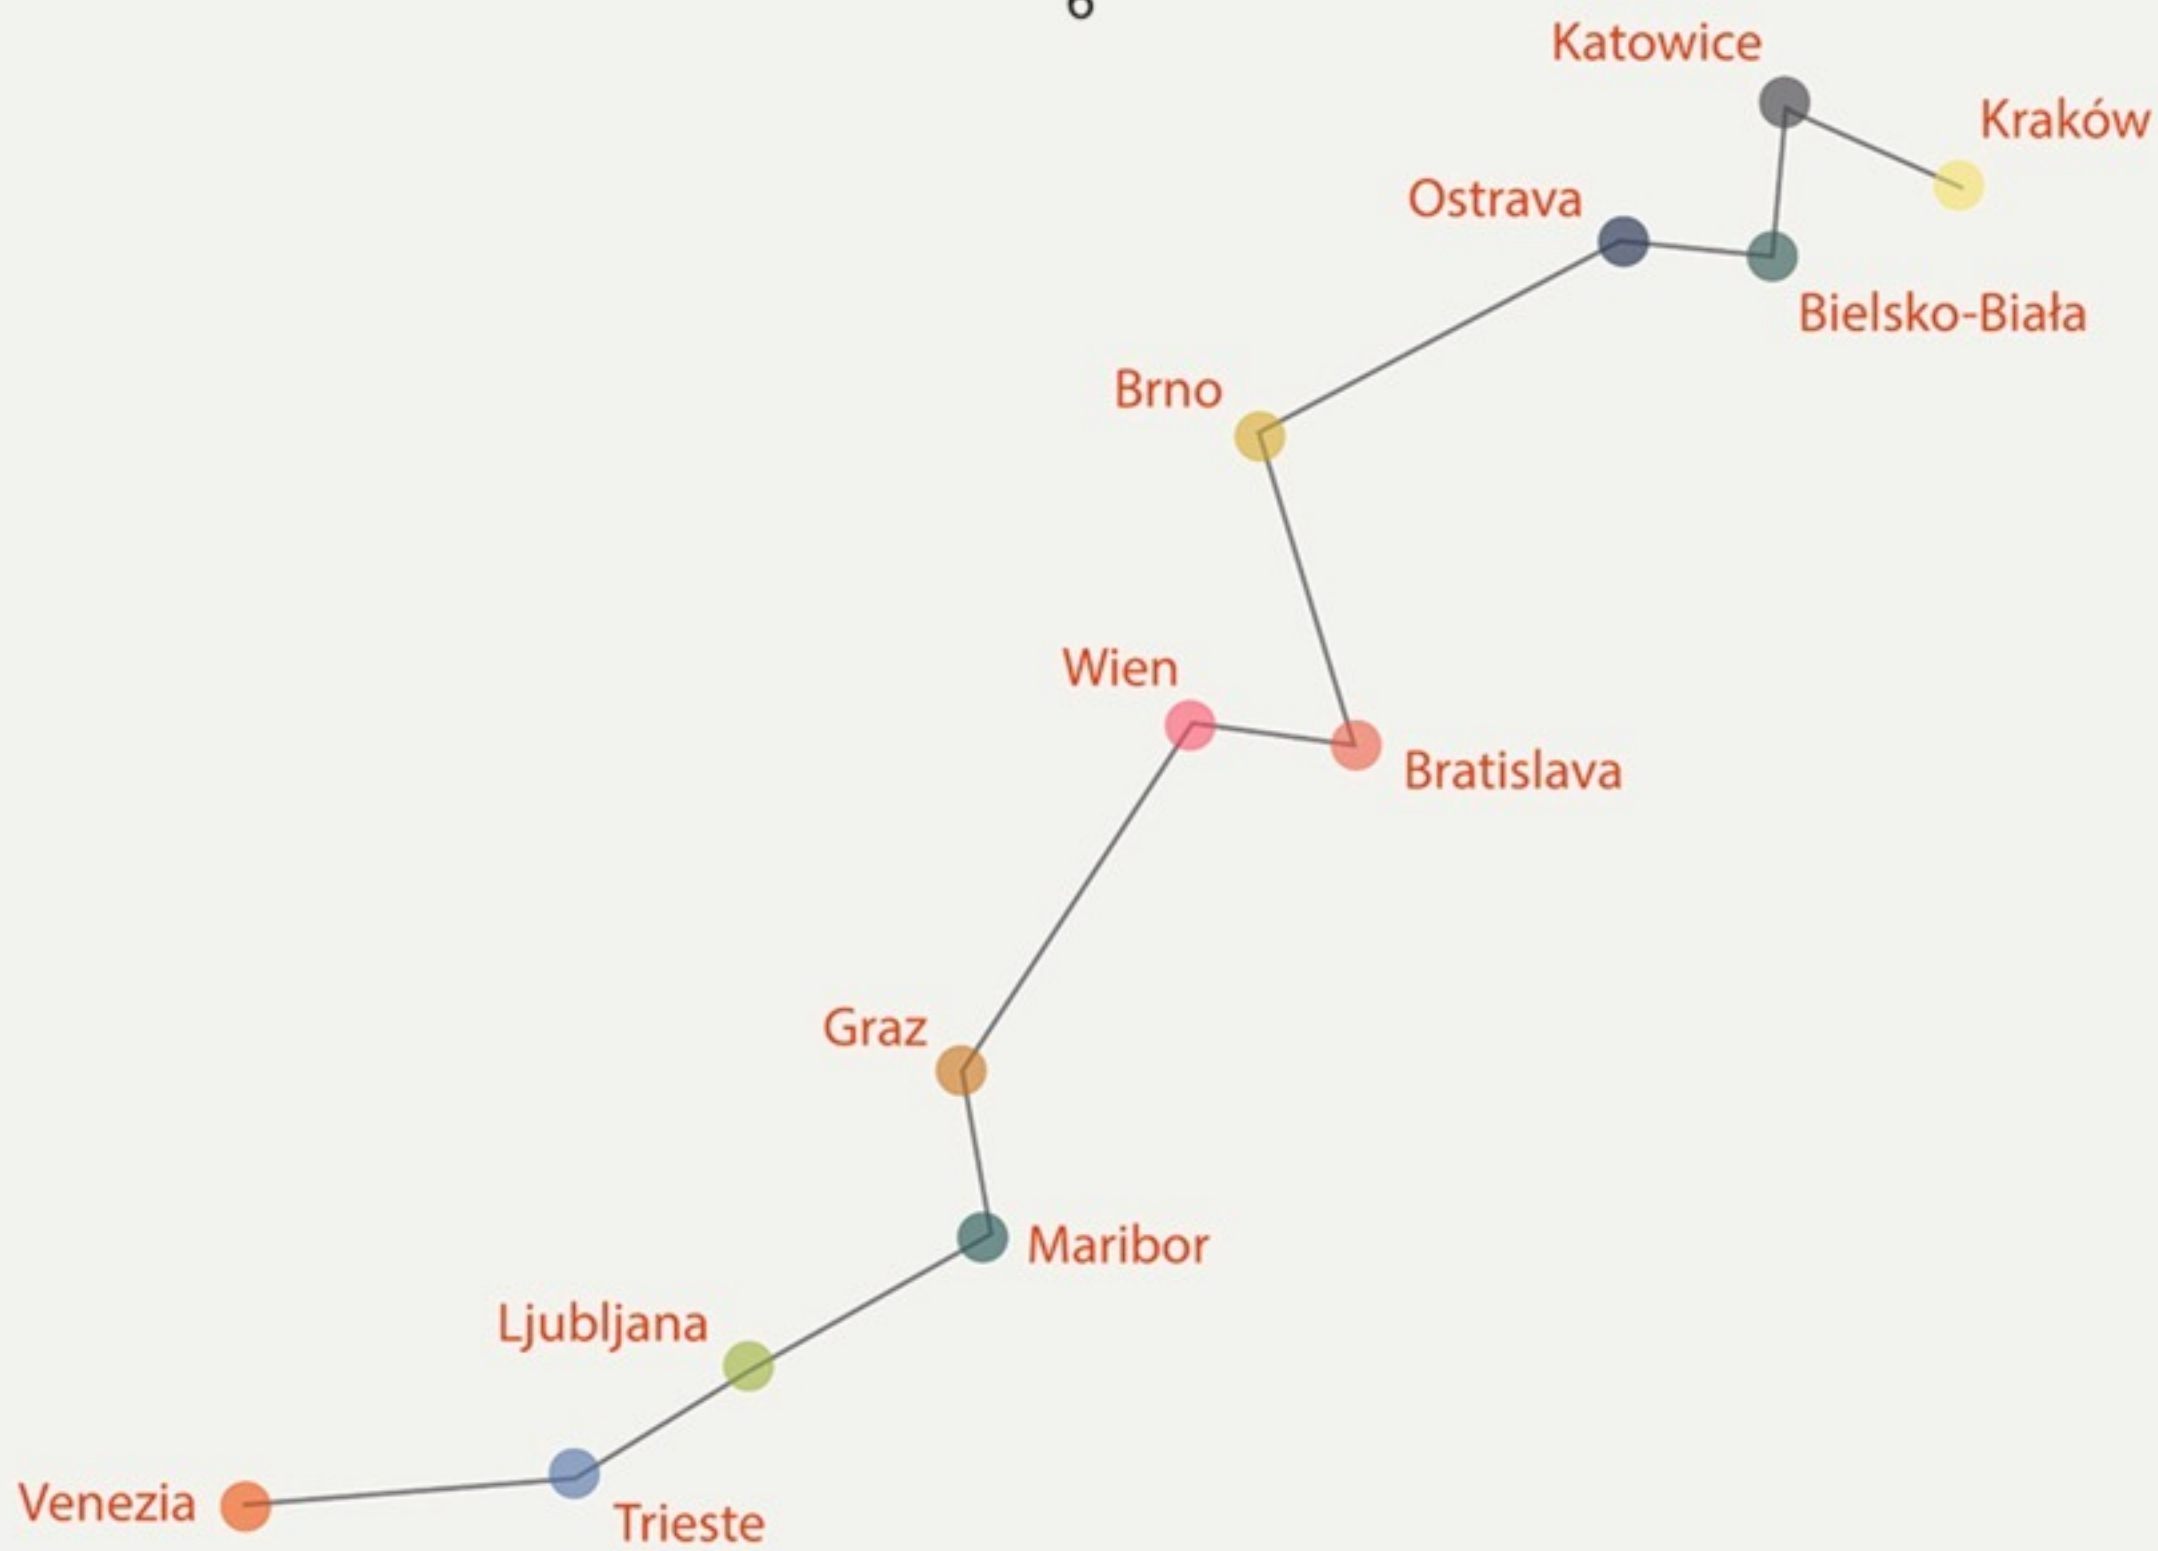 Katowice
Kraków
Ostrava
Bielsko-Biała
Brno
Wien
Bratislava
Graz
Maribor
Ljubljana
Venezia
Trieste